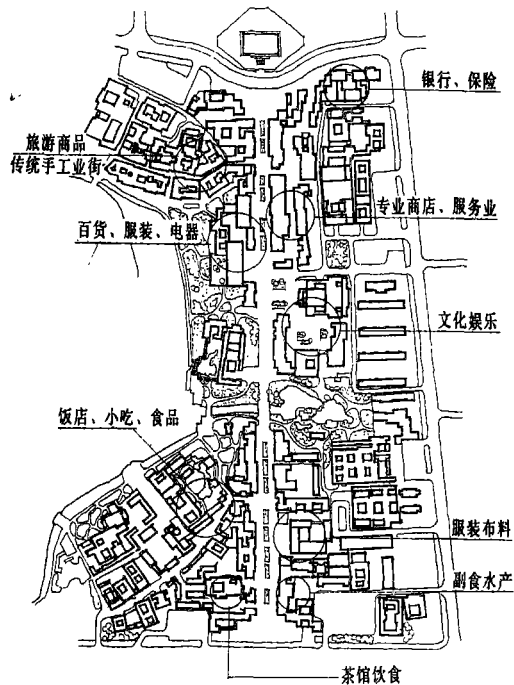 银行、保险
旅游商品
传统手工业街
专业商店、服务业
百货、服装、电器
文化娱乐
饭店、小吃、食品
服装布料
副食水产
茶馆饮食